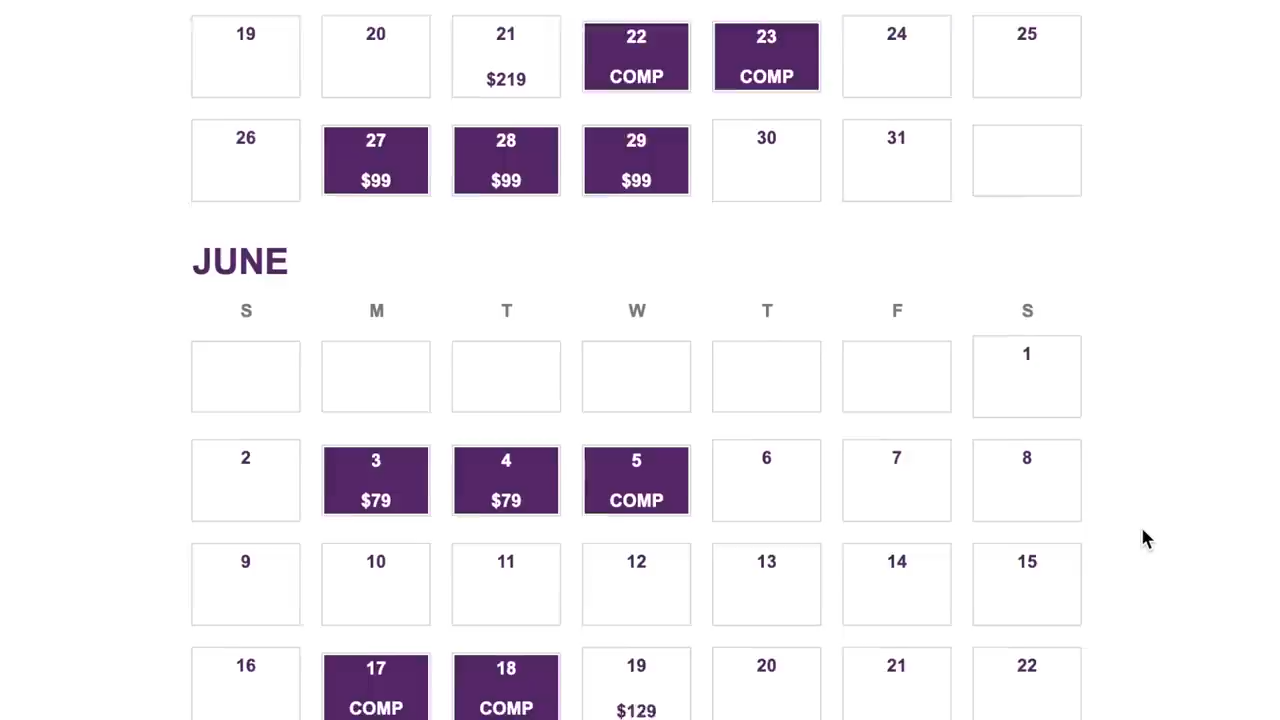 19 20 21 22 23 24 25
$219 COMP COMP
26 27 28 29 30 31
$99 $99 $99
JUNE
S M T W T F S
1
2 3 4 5 6 7 8
$79 $79 COMP
9 10 11 12 13 14 15
16 17 18 19 20 21 22
COMP COMP $129